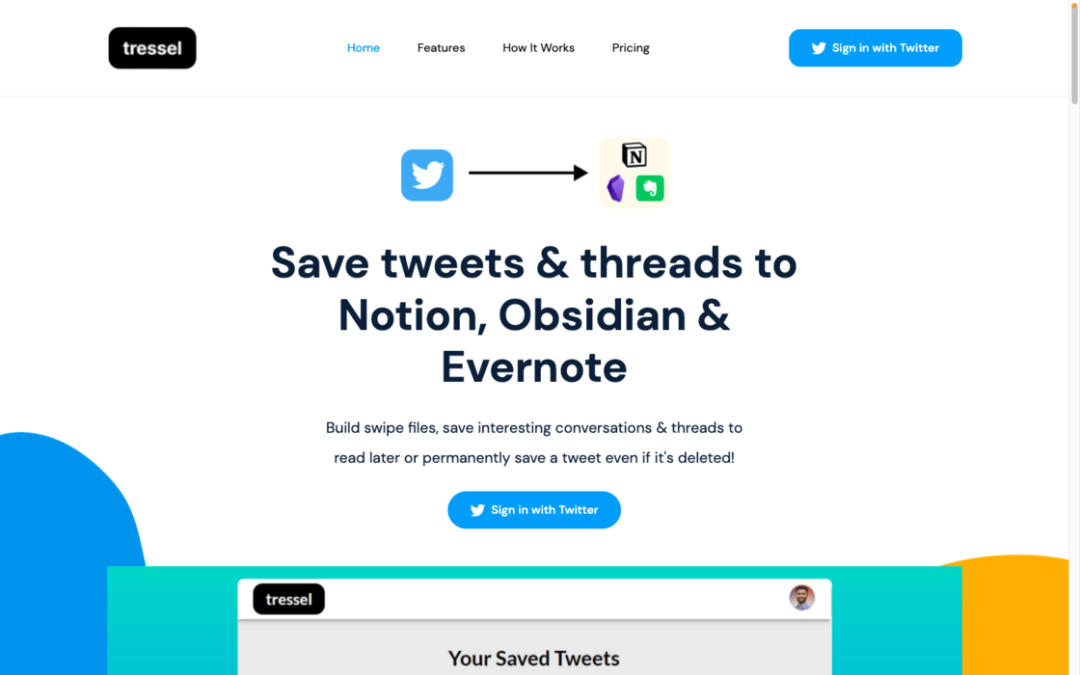 tressel
Home
Features
How It Works
Pricing
Sign in with Twitter
N
Save tweets & threads to
Notion, Obsidian &
Evernote
Build swipe files, save interesting conversations & threads to
read later or permanently save a tweet even if it's deleted!
Sign in with Twitter
tressel
Your Saved Tweets